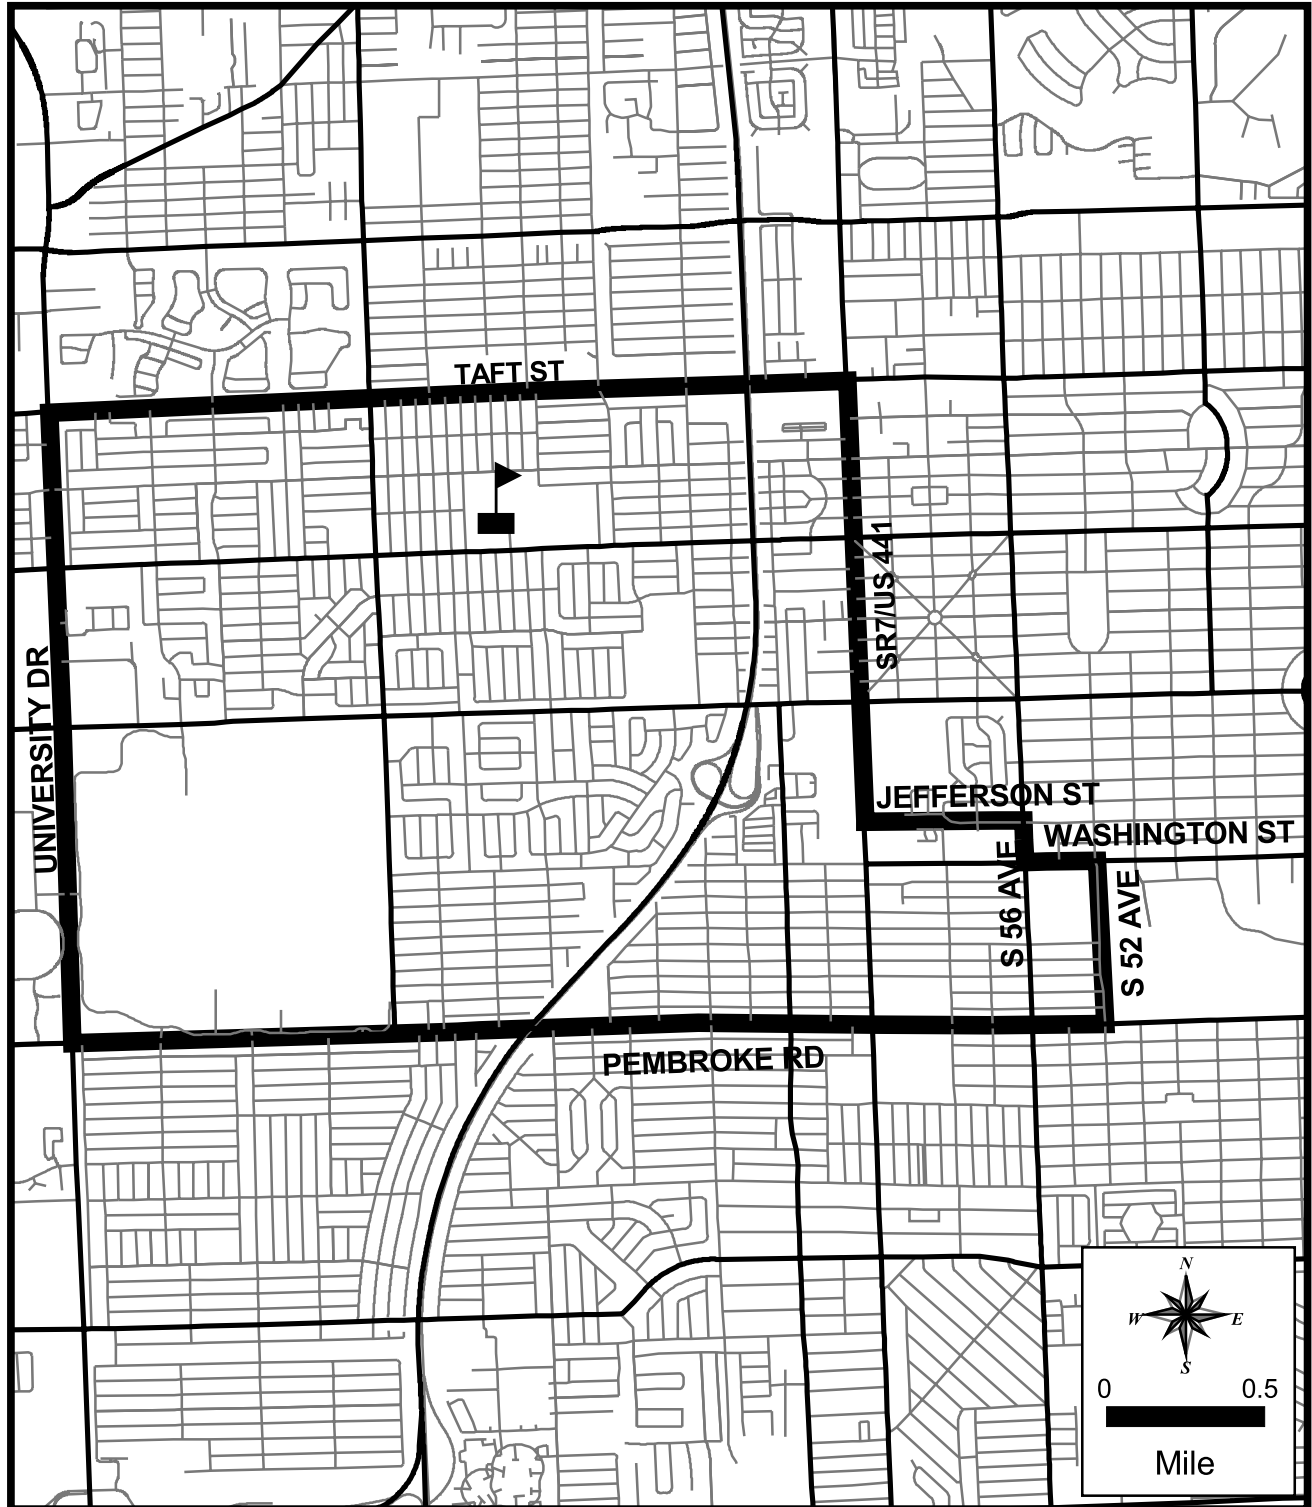 TAFT ST
SR7/US 441
UNIVERSITY DR
JEFFERSON ST
WASHINGTON ST
S 56 AVE
S 52 AVE
PEMBROKE RD
N
W E
S
0 0.5
Mile